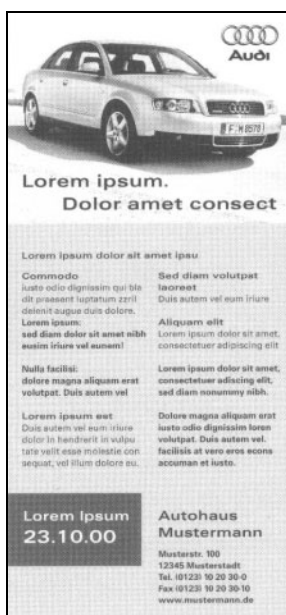 Audi
F·M 8570
Lorem ipsum.
Dolor amet consect
Lorem ipsum dolor sit amet ipsu
Commodo
iusto odio dignissim qui bla
dit praesent luptatum zzril
delenit augue duis dolore.
Lorem ipsum:
sed diam dolor sit amet nibh
eusim iriure vel eunem!
Nulla facilisi:
dolore magna aliquam erat
volutpat. Duis autem vel
Lorem ipsum est
Duis autem vel eum iriure
dolor in hendrerit in vulpu
tate velit esse molestie con
sequat, vel illum dolore eu.
Sed diam volutpat
laoreet
Duis autem vel eum iriure
Aliquam elit
Lorem ipsum dolor sit amet,
consectetuer adipiscing elit
Lorem ipsum dolor sit amet,
consectetuer adiscing elit,
sed diam nonummy nibh.
Dolore magna aliquam erat
iusto odio dignissim loren
volutpat. Duis autem vel.
facilisis at vero eros econs
accuman et iusto.
Lorem Ipsum
23.10.00
Autohaus
Mustermann
Musterstr. 100
12345 Musterstadt
Tel. (0123) 10 20 30-0
Fax (0123) 10 20 30-10
www.mustermann.de